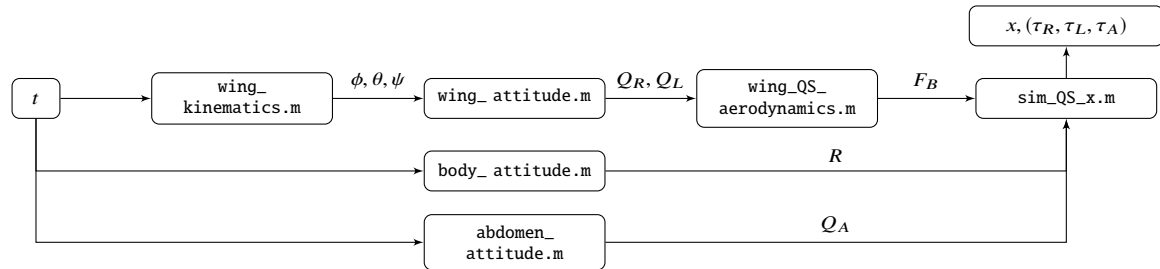 x, (τ_R, τ_L, τ_A)
t
wing_
kinematics.m
ϕ, θ, ψ
wing_ attitude.m
Q_R, Q_L
wing_QS_
aerodynamics.m
F_B
sim_QS_x.m
body_ attitude.m
R
abdomen_
attitude.m
Q_A